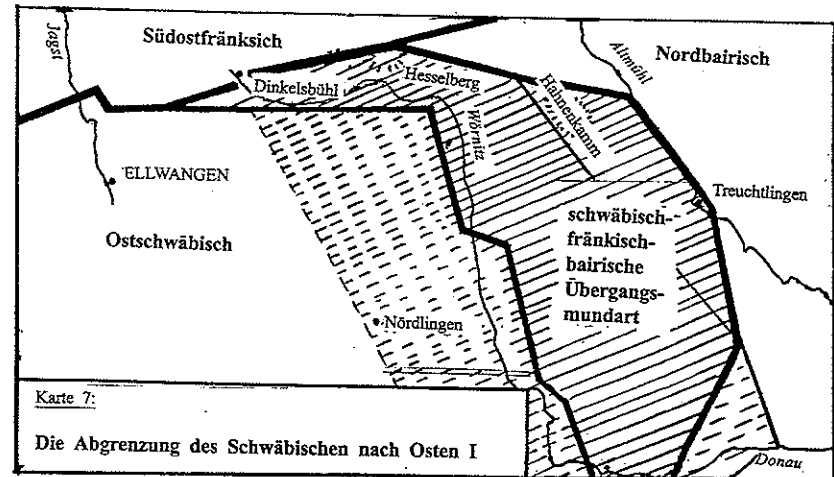 Jagst
Südostfränksich
Altmühl
Nordbairisch
Dinkelsbühl
Hesselberg
Hahnenkamm
Wörnitz
ELLWANGEN
Treuchtlingen
Ostschwäbisch
schwäbisch-
fränkisch-
bairische
Übergangs-
mundart
Nördlingen
Karte 7:
Die Abgrenzung des Schwäbischen nach Osten I
Donau